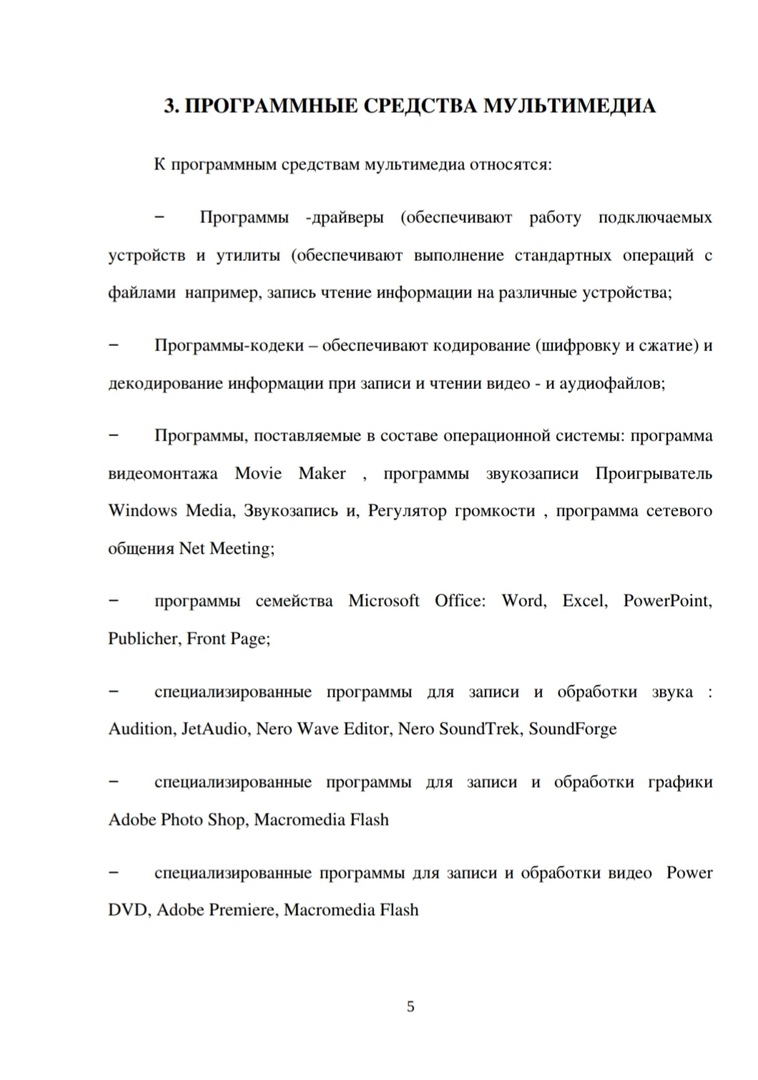 3. ПРОГРАММНЫЕ СРЕДСТВА МУЛЬТИМЕДИА
К программным средствам мультимедиа относятся:
− Программы -драйверы (обеспечивают работу подключаемых
устройств и утилиты (обеспечивают выполнение стандартных операций с
файлами например, запись чтение информации на различные устройства;
− Программы-кодеки – обеспечивают кодирование (шифровку и сжатие) и
декодирование информации при записи и чтении видео - и аудиофайлов;
− Программы, поставляемые в составе операционной системы: программа
видеомонтажа Movie Maker , программы звукозаписи Проигрыватель
Windows Media, Звукозапись и, Регулятор громкости , программа сетевого
общения Net Meeting;
− программы семейства Microsoft Office: Word, Excel, PowerPoint,
Publicher, Front Page;
− специализированные программы для записи и обработки звука :
Audition, JetAudio, Nero Wave Editor, Nero SoundTrek, SoundForge
− специализированные программы для записи и обработки графики
Adobe Photo Shop, Macromedia Flash
− специализированные программы для записи и обработки видео Power
DVD, Adobe Premiere, Macromedia Flash
5